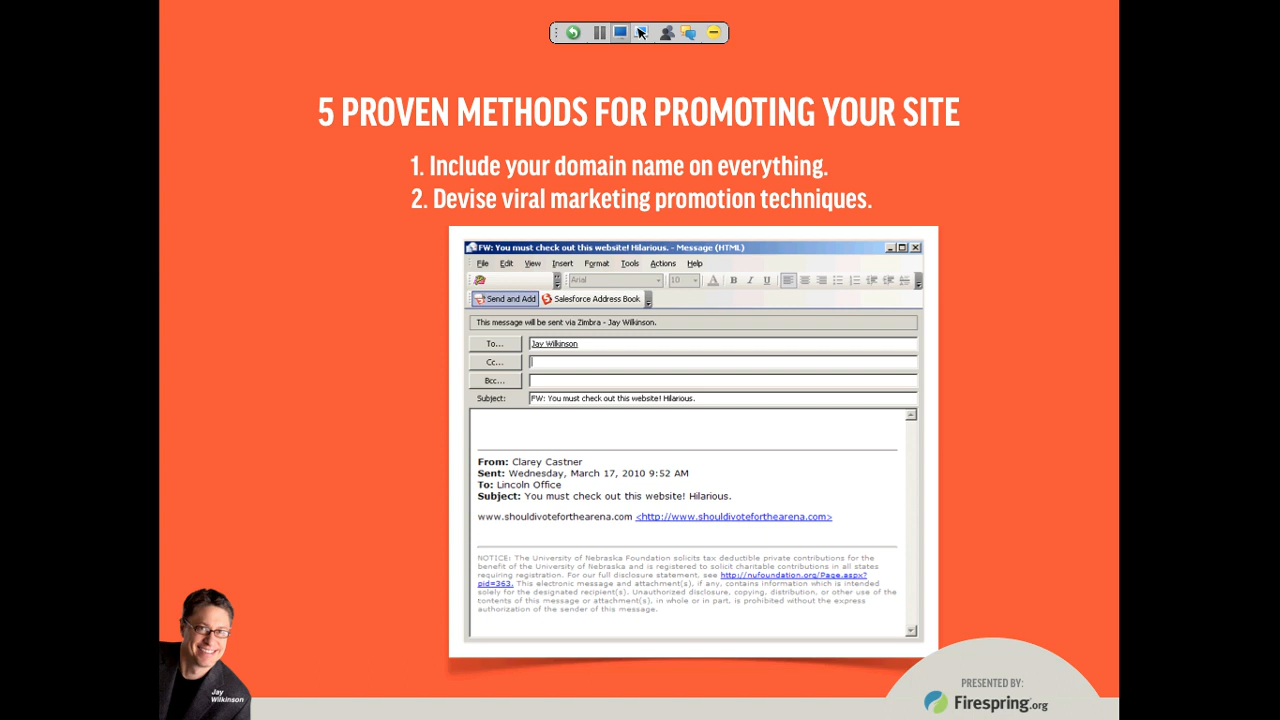 5 PROVEN METHODS FOR PROMOTING YOUR SITE
1. Include your domain name on everything.
2. Devise viral marketing promotion techniques.
FW: You must check out this website! Hilarious. - Message (HTML)
File Edit View Insert Format Tools Actions Help
Arial 10 A B I U
Send and Add Salesforce Address Book
This message will be sent via Zimbra - Jay Wilkinson.
To... Jay Wilkinson
Cc...
Bcc...
Subject: FW: You must check out this website! Hilarious.
From: Clarey Castner
Sent: Wednesday, March 17, 2010 9:52 AM
To: Lincoln Office
Subject: You must check out this website! Hilarious.
www.shouldivoteforthearena.com <http://www.shouldivoteforthearena.com>
NOTICE: The University of Nebraska Foundation solicits tax deductible private contributions for the
benefit of the University of Nebraska and is registered to solicit charitable contributions in all states
requiring registration. For our full disclosure statement, see http://nufoundation.org/Page.aspx?
pid=363. This electronic message and attachment(s), if any, contains information which is intended
solely for the designated recipient(s). Unauthorized disclosure, copying, distribution, or other use of the
contents of this message or attachment(s), in whole or in part, is prohibited without the express
authorization of the sender of this message.
Jay
Wilkinson
PRESENTED BY:
Firespring.org